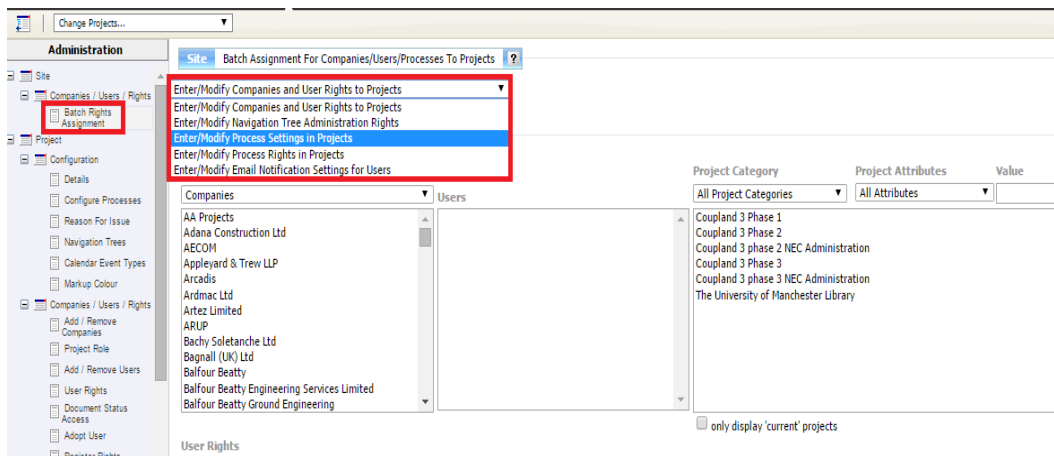 Change Projects...
Administration
Site
Companies / Users / Rights
Batch Rights
Assignment
Project
Configuration
Details
Configure Processes
Reason For Issue
Navigation Trees
Calendar Event Types
Markup Colour
Companies / Users / Rights
Add / Remove
Companies
Project Role
Add / Remove Users
User Rights
Document Status
Access
Adopt User
Register Rights
Site Batch Assignment For Companies/Users/Processes To Projects ?
Enter/Modify Companies and User Rights to Projects
Enter/Modify Companies and User Rights to Projects
Enter/Modify Navigation Tree Administration Rights
Enter/Modify Process Settings in Projects
Enter/Modify Process Rights in Projects
Enter/Modify Email Notification Settings for Users
Companies
Users
AA Projects
Adana Construction Ltd
AECOM
Appleyard & Trew LLP
Arcadis
Ardmac Ltd
Artez Limited
ARUP
Bachy Soletanche Ltd
Bagnall (UK) Ltd
Balfour Beatty
Balfour Beatty Engineering Services Limited
Balfour Beatty Ground Engineering
Project Category Project Attributes Value
All Project Categories All Attributes
Coupland 3 Phase 1
Coupland 3 Phase 2
Coupland 3 phase 2 NEC Administration
Coupland 3 Phase 3
Coupland 3 phase 3 NEC Administration
The University of Manchester Library
only display 'current' projects
User Rights